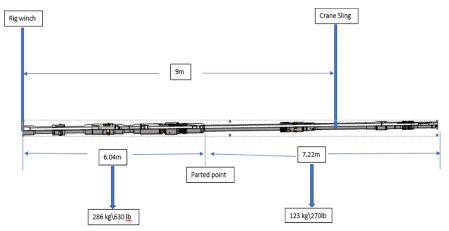 Rig winch
Crane Sling
9m
6.04m
7.22m
Parted point
286 kg\630 lb
123 kg\270lb